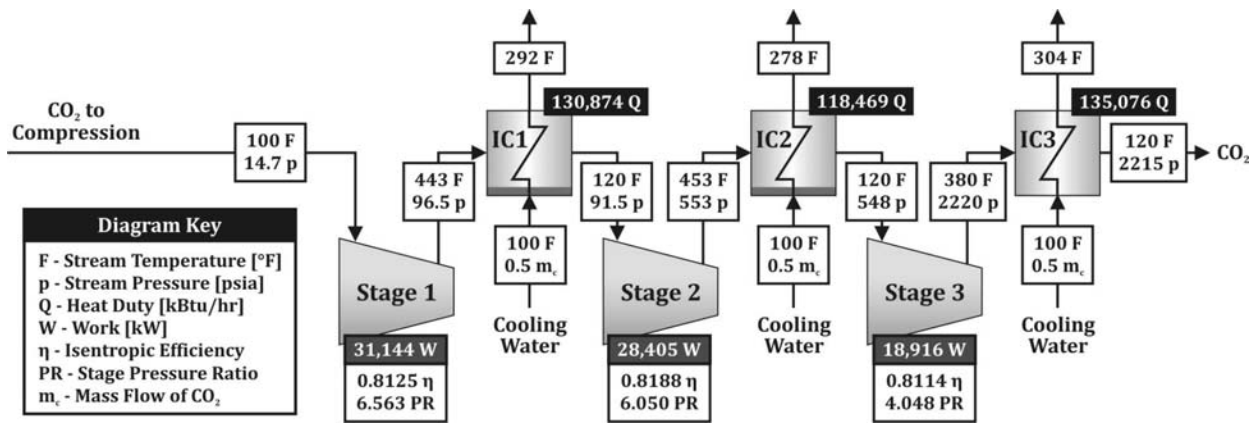 292 F
278 F
304 F
130,874 Q
118,469 Q
135,076 Q
CO₂ to
Compression
100 F
14.7 p
IC1
IC2
IC3
443 F
96.5 p
120 F
91.5 p
453 F
553 p
120 F
548 p
380 F
2220 p
120 F
2215 p
CO₂
100 F
0.5 m꜀
100 F
0.5 m꜀
100 F
0.5 m꜀
Cooling
Water
Cooling
Water
Cooling
Water
Stage 1
31,144 W
0.8125 η
6.563 PR
Stage 2
28,405 W
0.8188 η
6.050 PR
Stage 3
18,916 W
0.8114 η
4.048 PR
Diagram Key
F - Stream Temperature [°F]
p - Stream Pressure [psia]
Q - Heat Duty [kBtu/hr]
W - Work [kW]
η - Isentropic Efficiency
PR - Stage Pressure Ratio
m꜀ - Mass Flow of CO₂